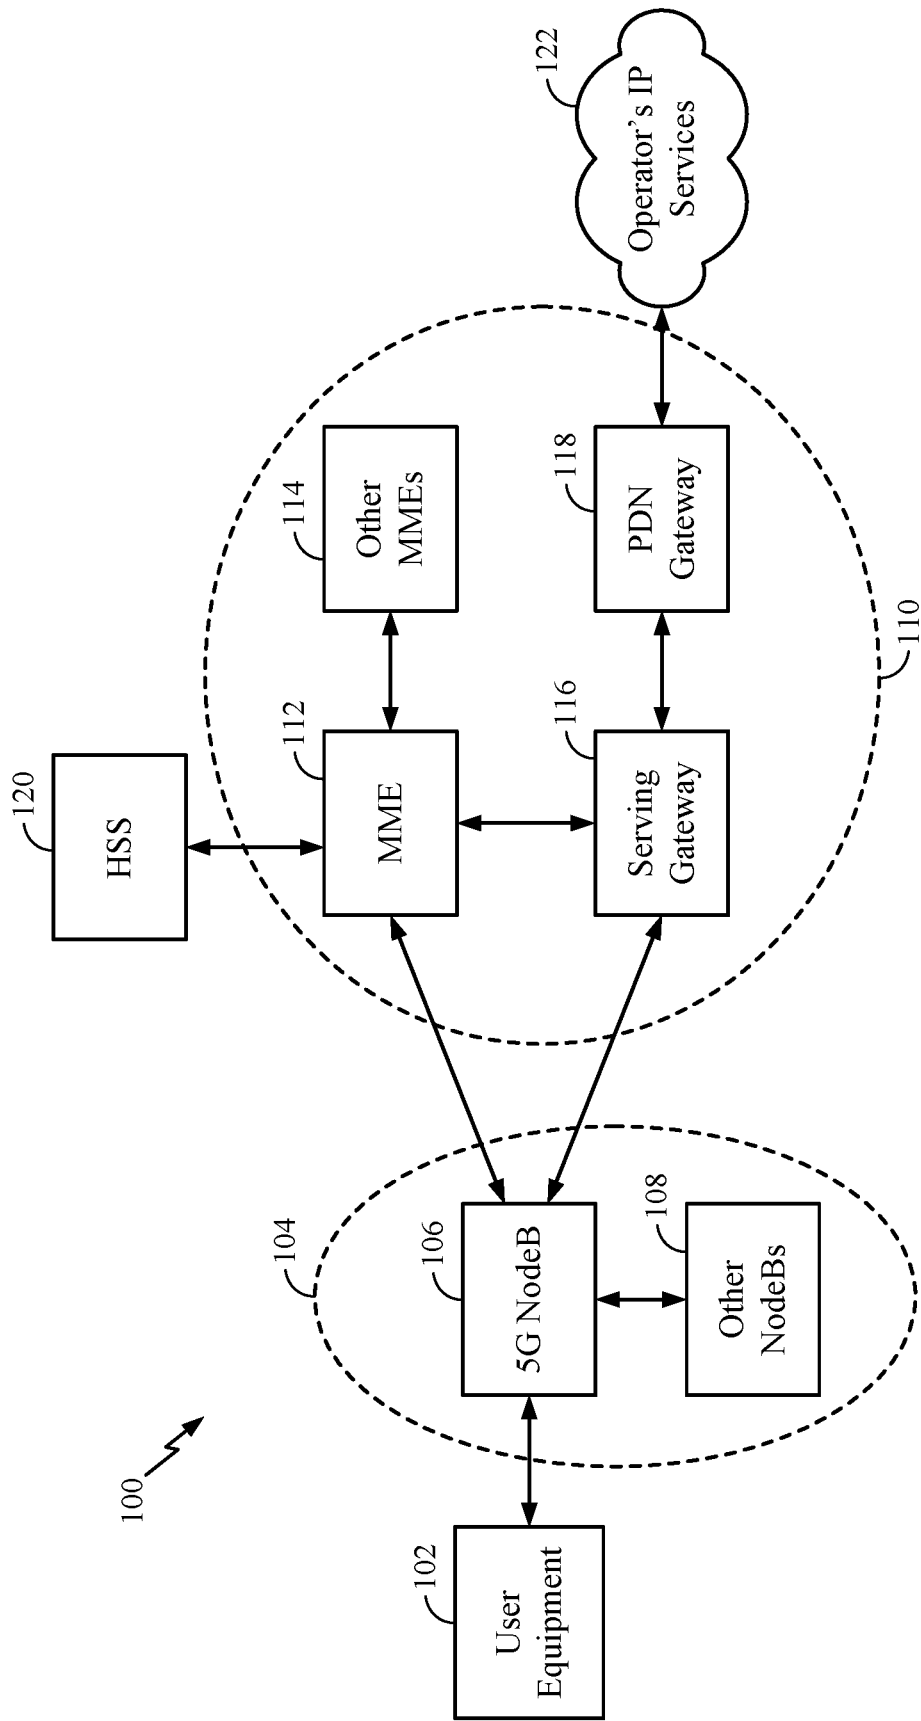 100
120
HSS
104
112
MME
114
Other
MMEs
102
User
Equipment
106
5G NodeB
108
Other
NodeBs
116
Serving
Gateway
118
PDN
Gateway
122
Operator's IP
Services
110